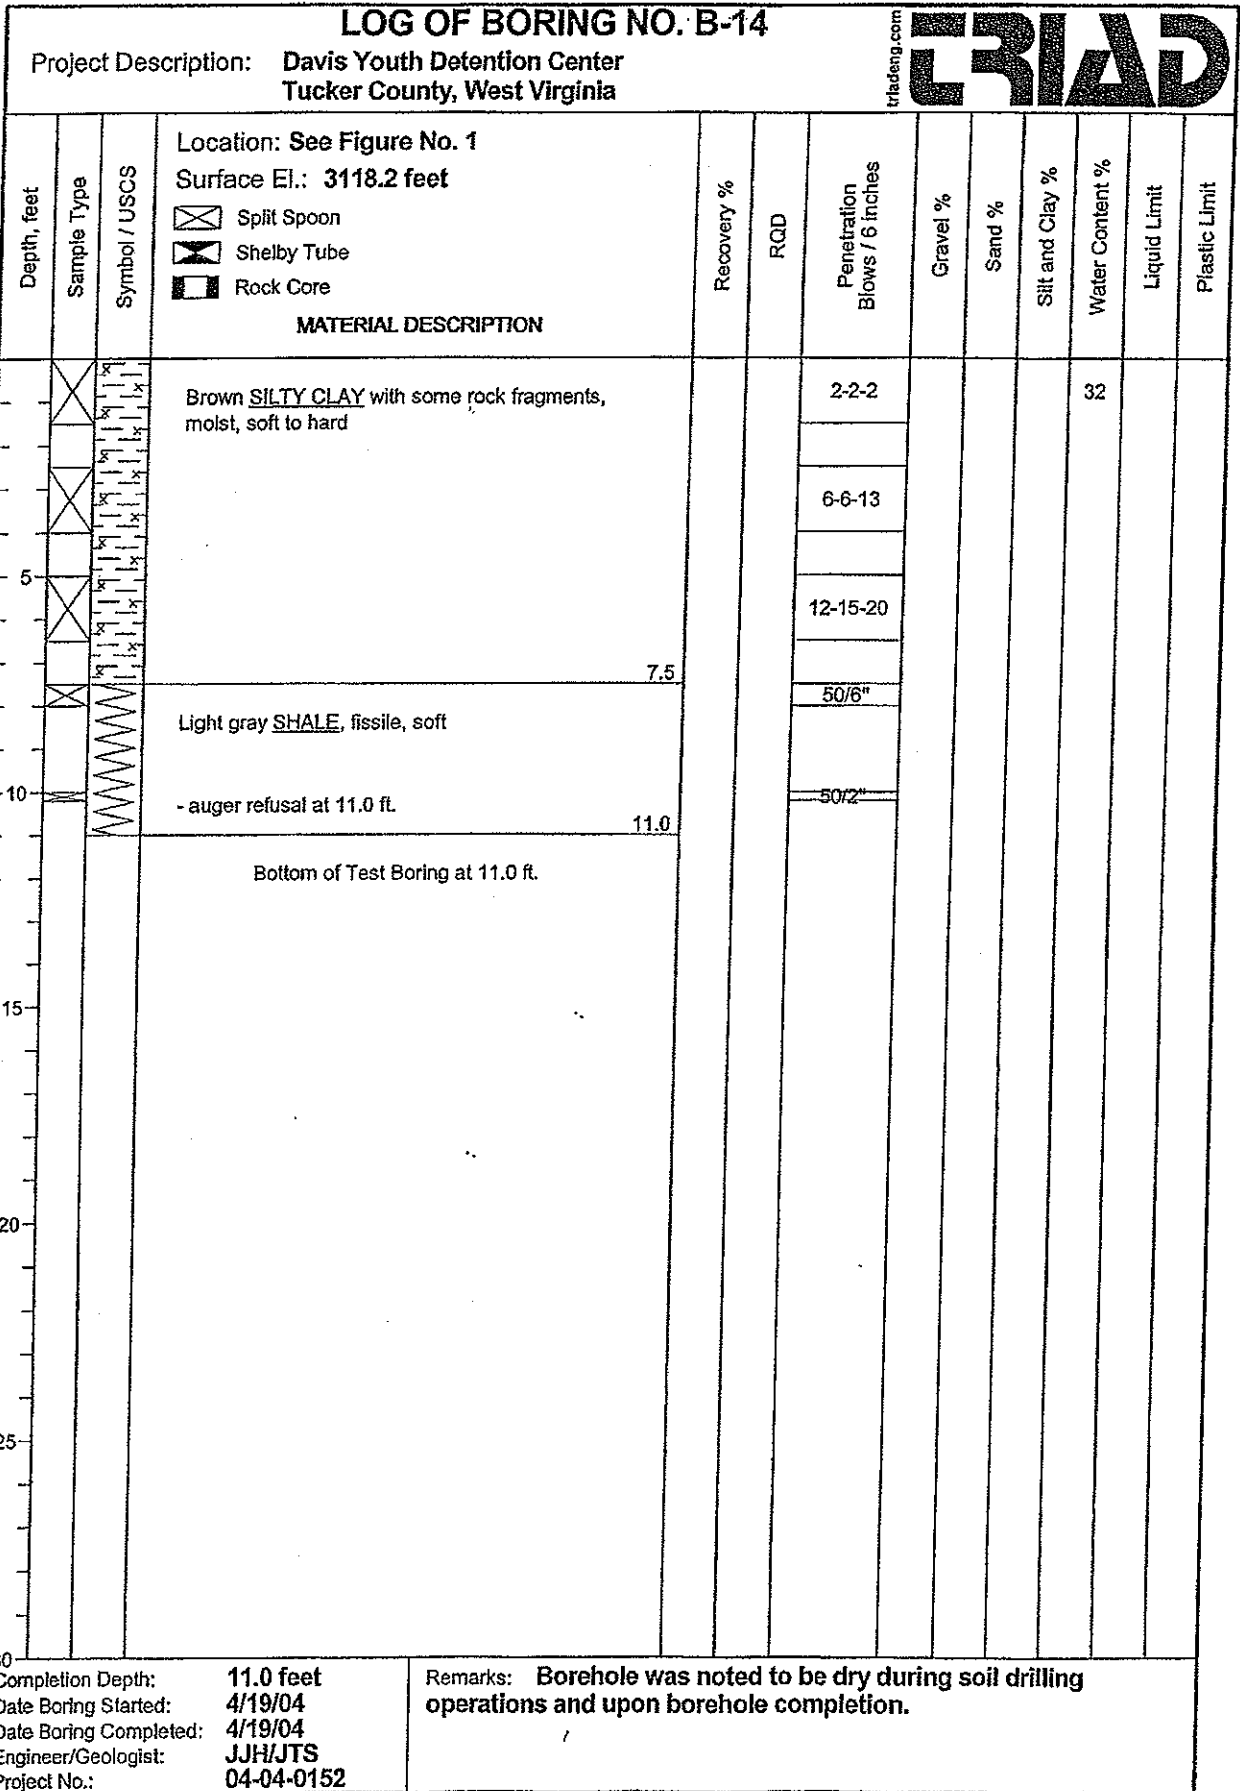 LOG OF BORING NO. B-14
Project Description: Davis Youth Detention Center
Tucker County, West Virginia
triadeng.com
TRIAD
Depth, feet
Sample Type
Symbol / USCS
Location: See Figure No. 1
Surface El.: 3118.2 feet
Split Spoon
Shelby Tube
Rock Core
MATERIAL DESCRIPTION
Recovery %
RQD
Penetration
Blows / 6 inches
Gravel %
Sand %
Silt and Clay %
Water Content %
Liquid Limit
Plastic Limit
Brown SILTY CLAY with some rock fragments,
moist, soft to hard
2-2-2
32
6-6-13
5
12-15-20
7.5
50/6"
Light gray SHALE, fissile, soft
10
- auger refusal at 11.0 ft.
50/2"
11.0
Bottom of Test Boring at 11.0 ft.
15
20
25
30
Completion Depth: 11.0 feet
Date Boring Started: 4/19/04
Date Boring Completed: 4/19/04
Engineer/Geologist: JJH/JTS
Project No.: 04-04-0152
Remarks: Borehole was noted to be dry during soil drilling
operations and upon borehole completion.